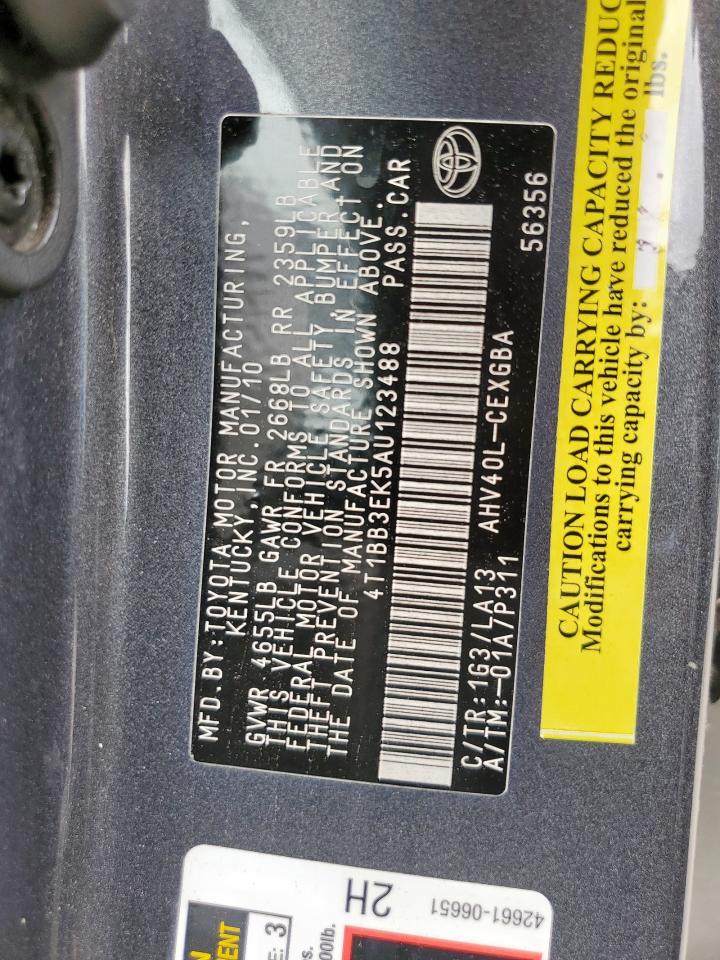 MFD.BY:TOYOTA MOTOR MANUFACTURING,
KENTUCKY,INC.01/10
GVWR 4655LB GAWR FR 2668LB RR 2359LB
THIS VEHICLE CONFORMS TO ALL APPLICABLE
FEDERAL MOTOR VEHICLE SAFETY, BUMPER AND
THEFT PREVENTION STANDARDS IN EFFECT ON
THE DATE OF MANUFACTURE SHOWN ABOVE.
4T1BB3EK5AU123488 PASS.CAR
C/TR:1G3/LA13 AHV40L-CEXGBA
A/TM:-01A7P311
56356
CAUTION LOAD CARRYING CAPACITY REDUC
Modifications to this vehicle have reduced the original
carrying capacity by: lbs.
2H
42661-06651
3